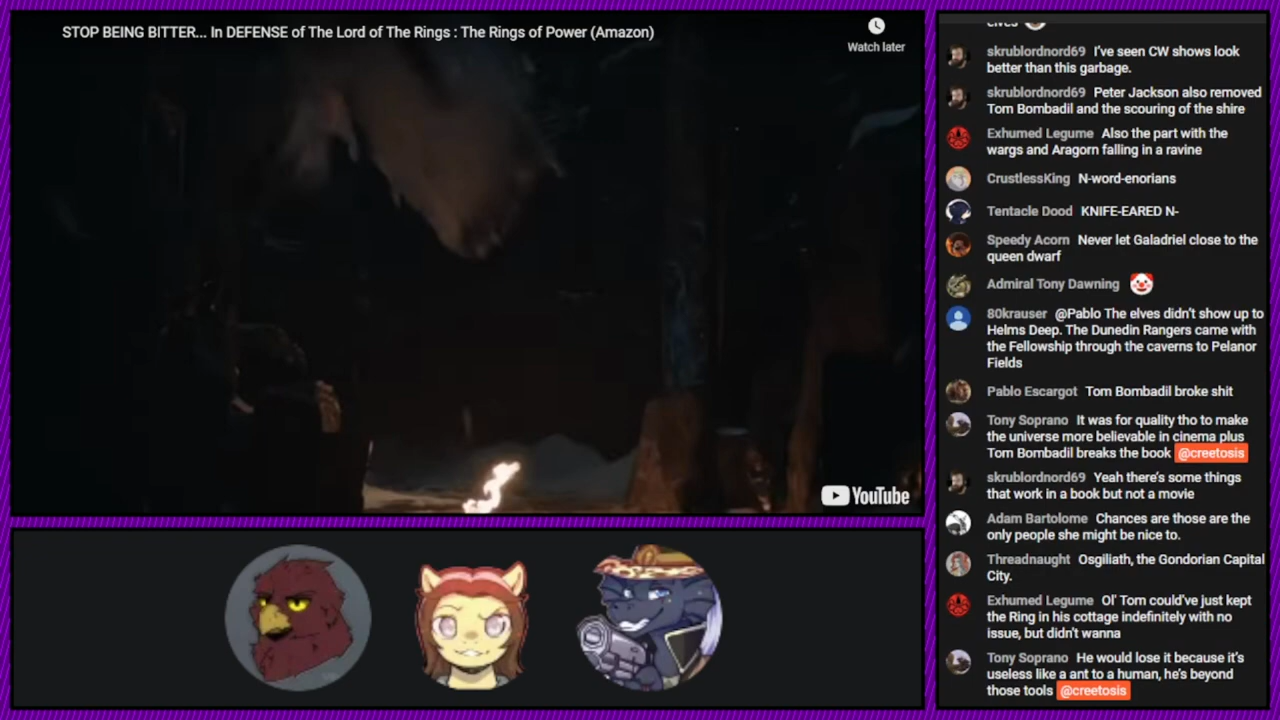 STOP BEING BITTER... In DEFENSE of The Lord of The Rings : The Rings of Power (Amazon)
Watch later
YouTube
elves
skrublordnord69 I've seen CW shows look
better than this garbage.
skrublordnord69 Peter Jackson also removed
Tom Bombadil and the scouring of the shire
Exhumed Legume Also the part with the
wargs and Aragorn falling in a ravine
CrustlessKing N-word-enorians
Tentacle Dood KNIFE-EARED N-
Speedy Acorn Never let Galadriel close to the
queen dwarf
Admiral Tony Dawning
80krauser @Pablo The elves didn't show up to
Helms Deep. The Dunedin Rangers came with
the Fellowship through the caverns to Pelanor
Fields
Pablo Escargot Tom Bombadil broke shit
Tony Soprano It was for quality tho to make
the universe more believable in cinema plus
Tom Bombadil breaks the book @creetosis
skrublordnord69 Yeah there's some things
that work in a book but not a movie
Adam Bartolome Chances are those are the
only people she might be nice to.
Threadnaught Osgiliath, the Gondorian Capital
City.
Exhumed Legume Ol' Tom could've just kept
the Ring in his cottage indefinitely with no
issue, but didn't wanna
Tony Soprano He would lose it because it's
useless like a ant to a human, he's beyond
those tools @creetosis